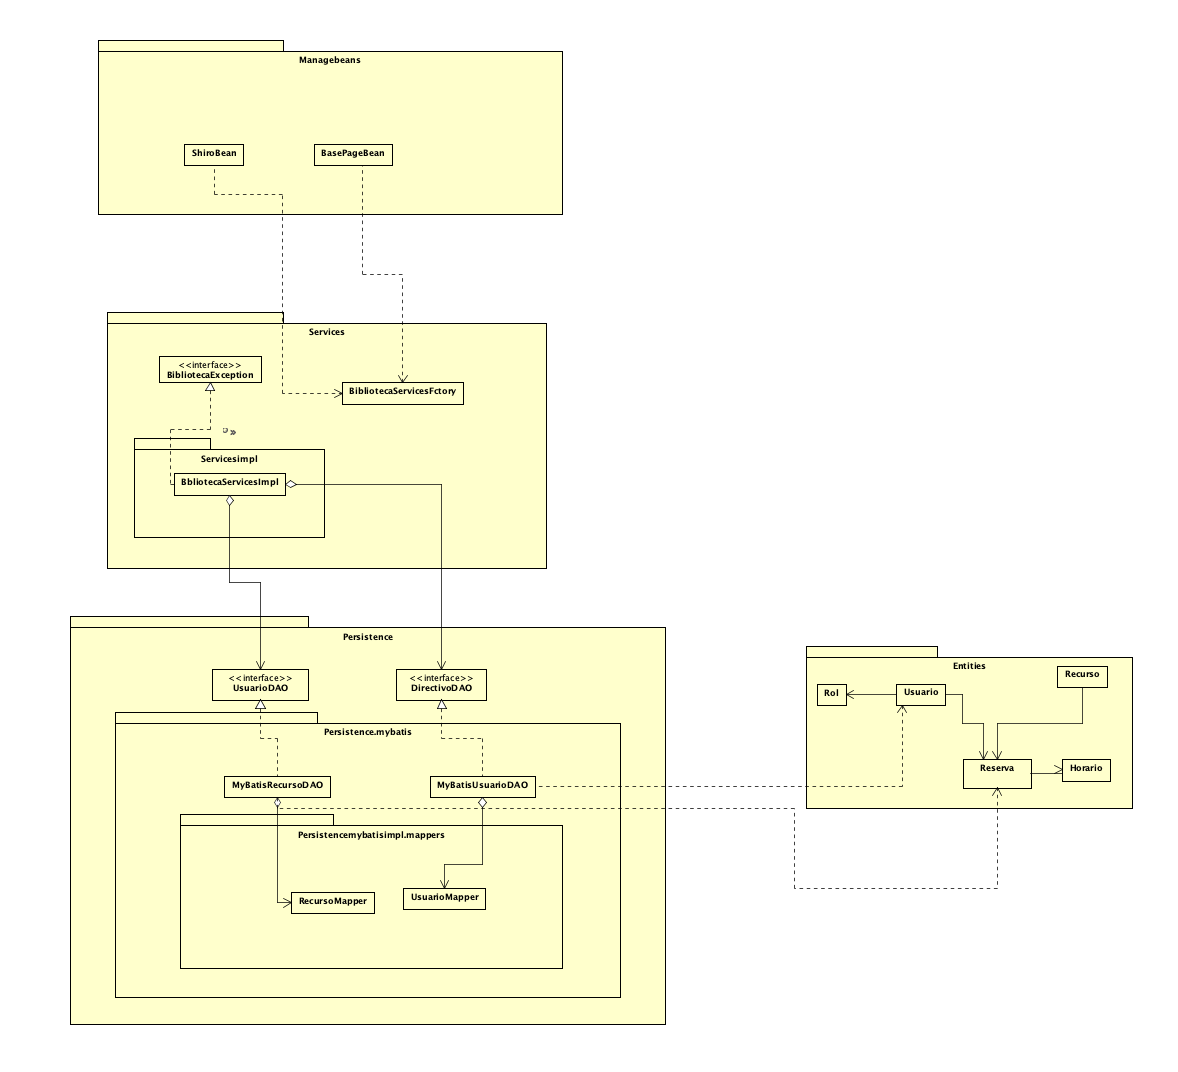 Managebeans
ShiroBean
BasePageBean
Services
<<interface>>
BibliotecaException
BibliotecaServicesFctory
Servicesimpl
BbliotecaServicesImpl
Persistence
<<interface>>
UsuarioDAO
<<interface>>
DirectivoDAO
Persistence.mybatis
MyBatisRecursoDAO
MyBatisUsuarioDAO
Persistencemybatisimpl.mappers
RecursoMapper
UsuarioMapper
Entities
Rol
Usuario
Recurso
Reserva
Horario